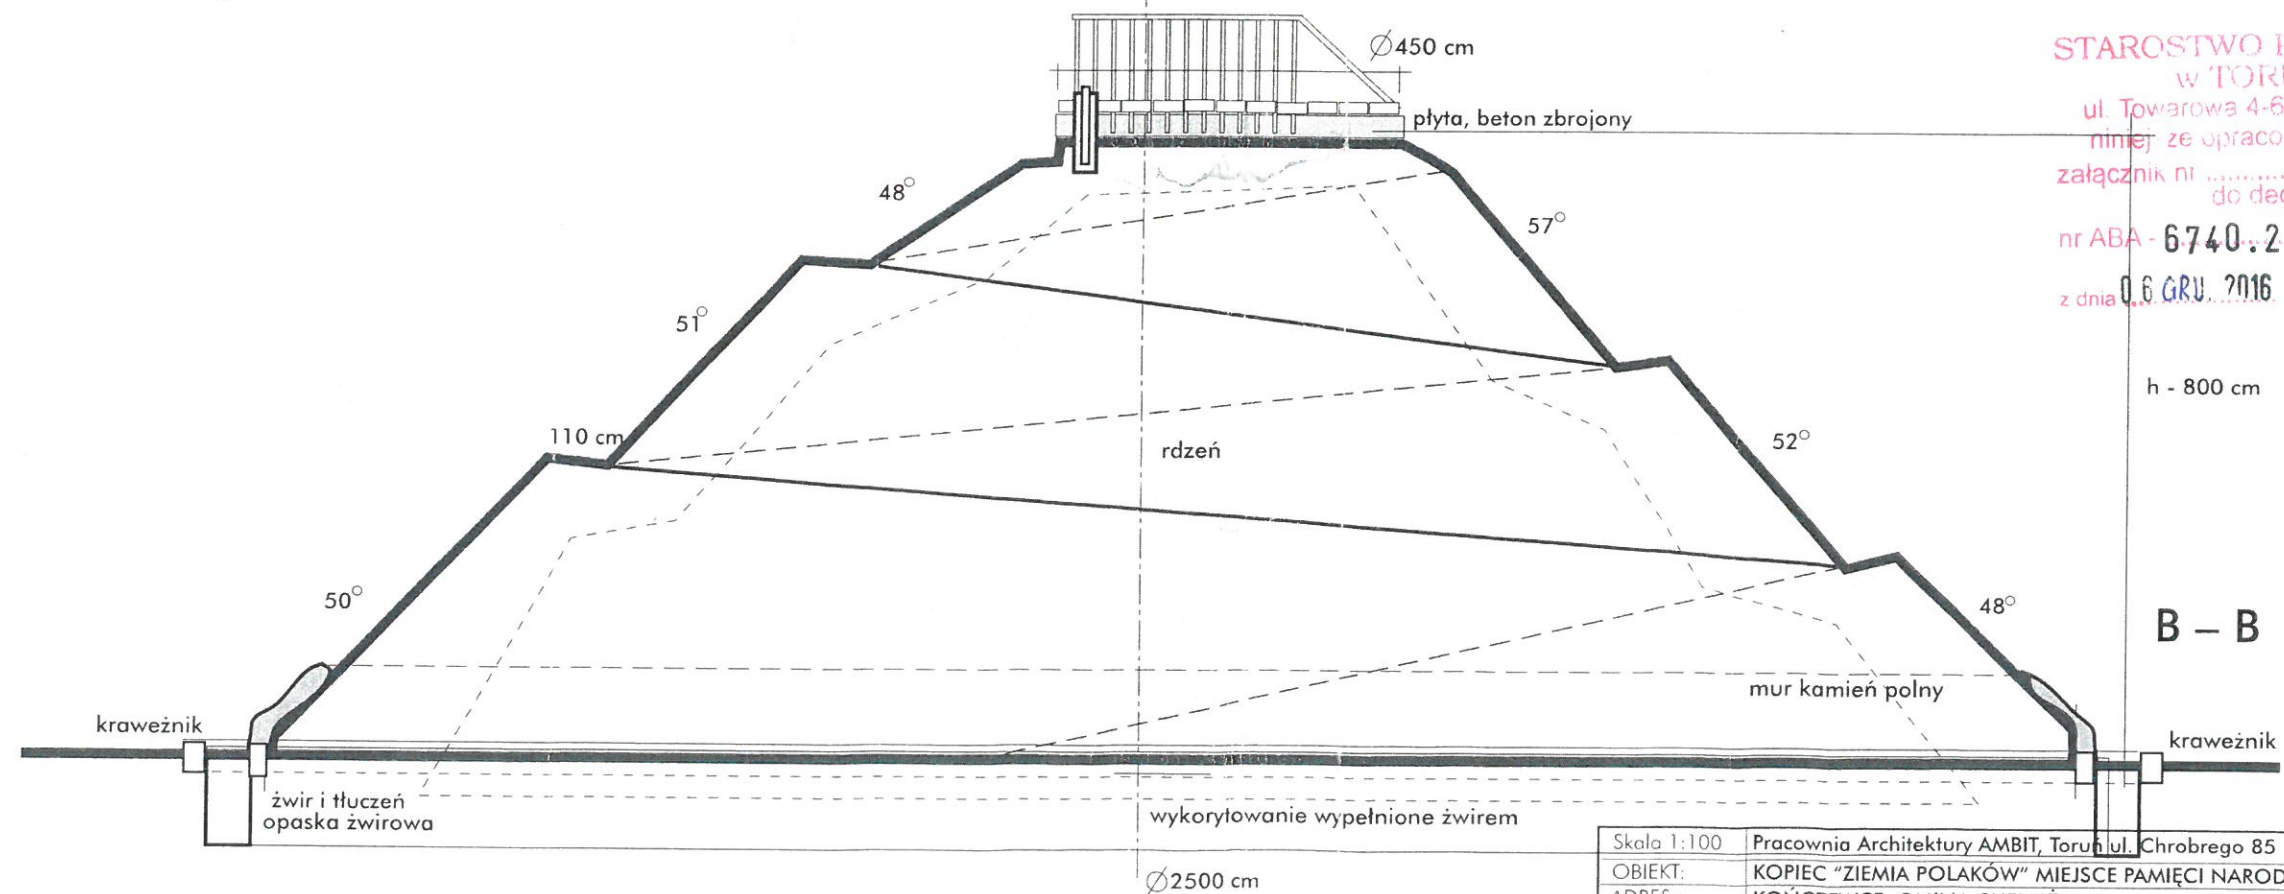 Ø450 cm
płyta, beton zbrojony
STAROSTWO
w
ul. Towarowa 4-6
załącznik nr ..........
nr ABA - 6740.2
z dnia 06 GRU. 2016
48°
57°
51°
h - 800 cm
110 cm
rdzeń
52°
50°
48°
B – B
mur kamień polny
kraweżnik
kraweżnik
żwir i tłuczeń
opaska żwirowa
wykorytowanie wypełnione żwirem
Ø2500 cm
Skala 1:100 Pracownia Architektury AMBIT, Toruń ul. Chrobrego 85
OBIEKT: KOPIEC "ZIEMIA POLAKÓW" MIEJSCE PAMIĘCI NAROD